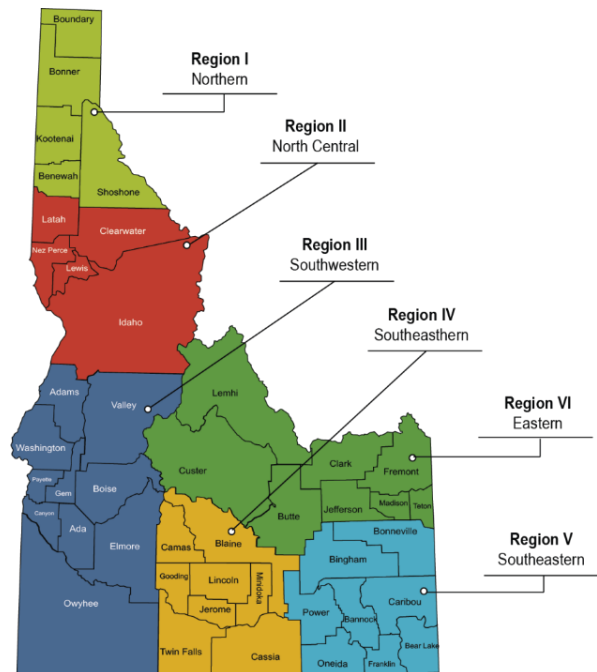 Boundary
Bonner
Region I
Northern
Kootenai
Benewah
Shoshone
Region II
North Central
Latah
Clearwater
Nez Perce
Lewis
Idaho
Region III
Southwestern
Region IV
Southeasthern
Adams
Valley
Lemhi
Washington
Region VI
Eastern
Custer
Clark
Fremont
Payette
Gem
Boise
Butte
Jefferson
Madison
Teton
Canyon
Ada
Elmore
Camas
Blaine
Bonneville
Bingham
Region V
Southeastern
Gooding
Lincoln
Minidoka
Owyhee
Jerome
Power
Bannock
Caribou
Twin Falls
Cassia
Oneida
Franklin
Bear Lake